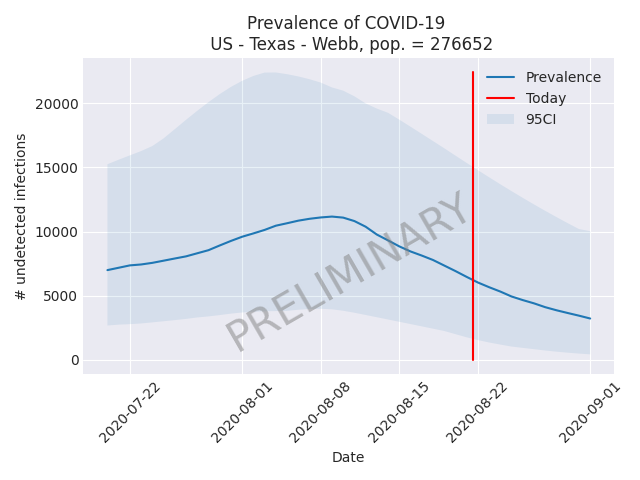 Prevalence of COVID-19
US - Texas - Webb, pop. = 276652
Prevalence
Today
95CI
20000
15000
10000
5000
0
# undetected infections
PRELIMINARY
2020-07-22
2020-08-01
2020-08-08
2020-08-15
2020-08-22
2020-09-01
Date